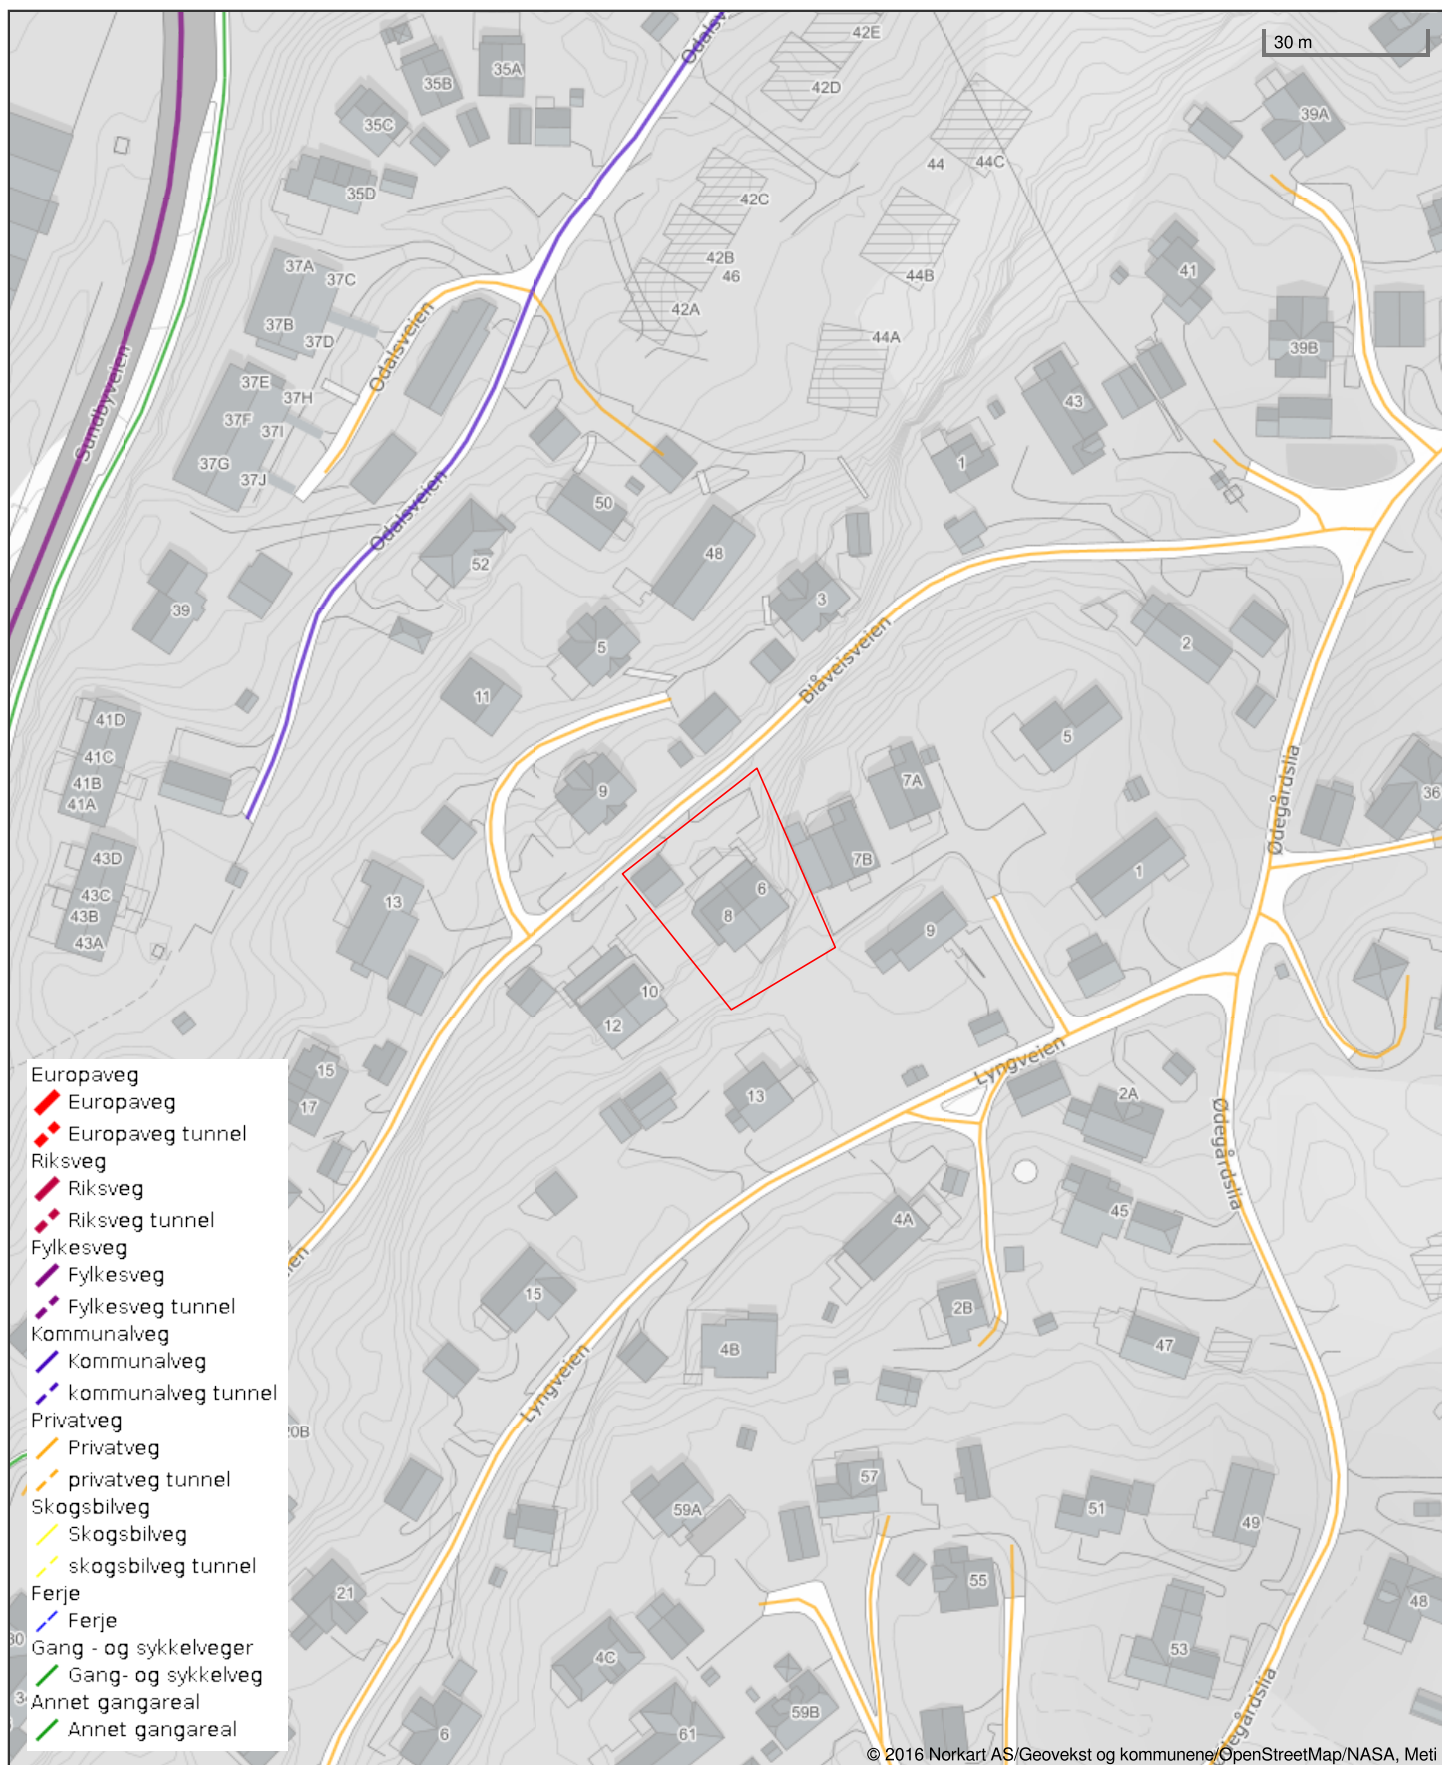 Odalsv
42E
30 m
35B
35A
42D
39A
35C
44
44C
35D
42C
37A
37C
42B
46
44B
41
42A
37B
37D
44A
39B
Odalsveien
Sundbyveien
37E
37H
37F
37I
43
37G
37J
1
Odalsveien
50
48
52
3
39
5
Blåveisveien
2
11
41D
5
41C
41B
41A
9
7A
Ødegårdslia
36
43D
43C
43B
43A
13
6
8
7B
1
9
10
12
Lyngveien
15
17
13
2A
Ødegårdslia
45
4A
ien
15
2B
47
4B
Lyngveien
20B
57
59A
51
49
21
55
48
4C
53
59B
6
61
degårdslia
Europaveg
Europaveg
Europaveg tunnel
Riksveg
Riksveg
Riksveg tunnel
Fylkesveg
Fylkesveg
Fylkesveg tunnel
Kommunalveg
Kommunalveg
kommunalveg tunnel
Privatveg
Privatveg
privatveg tunnel
Skogsbilveg
Skogsbilveg
skogsbilveg tunnel
Ferje
Ferje
Gang - og sykkelveger
Gang- og sykkelveg
Annet gangareal
Annet gangareal
© 2016 Norkart AS/Geovekst og kommunene/OpenStreetMap/NASA, Meti